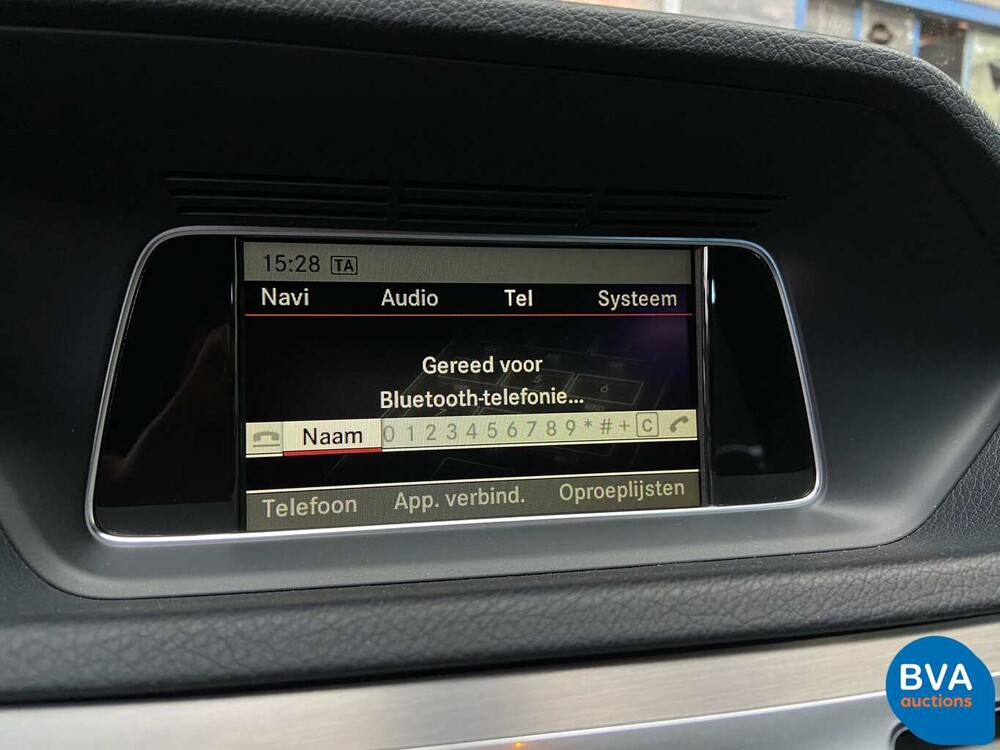 15:28 TA
Navi Audio Tel Systeem
Gereed voor
Bluetooth-telefonie...
Naam 0 1 2 3 4 5 6 7 8 9 * # + C
Telefoon App. verbind. Oproeplijsten
BVA
auctions